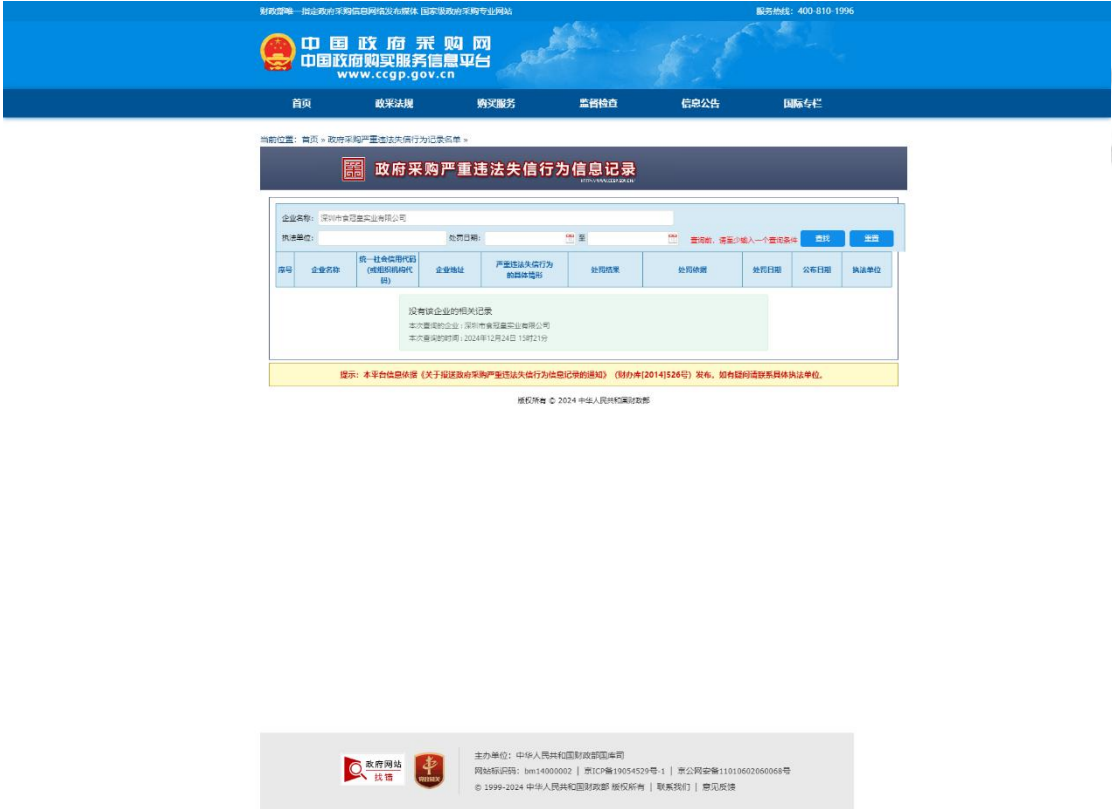 财政部唯一指定政府采购信息网络发布媒体 国家级政府采购专业网站
服务热线：400-810-1996
中国政府采购网
中国政府购买服务信息平台
www.ccgp.gov.cn
首页 政采法规 购买服务 监督检查 信息公告 国际专栏
当前位置：首页 » 政府采购严重违法失信行为记录名单 »
政府采购严重违法失信行为信息记录
企业名称： 深圳市食冠皇实业有限公司
执法单位： 处罚日期： 至 查询前，请至少输入一个查询条件 查找 重置
序号 企业名称 统一社会信用代码(或组织机构代码) 企业地址 严重违法失信行为的具体情形 处罚结果 处罚依据 处罚日期 公布日期 执法单位
没有该企业的相关记录
本次查询的企业：深圳市食冠皇实业有限公司
本次查询的时间：2024年12月24日 15时21分
提示：本平台信息依据《关于报送政府采购严重违法失信行为信息记录的通知》（财办库[2014]526号）发布，如有疑问请联系具体执法单位。
版权所有 © 2024 中华人民共和国财政部
政府网站
找错
主办单位：中华人民共和国财政部国库司
网站标识码：bm14000002 | 京ICP备19054529号-1 | 京公网安备11010602060068号
© 1999-2024 中华人民共和国财政部 版权所有 | 联系我们 | 意见反馈